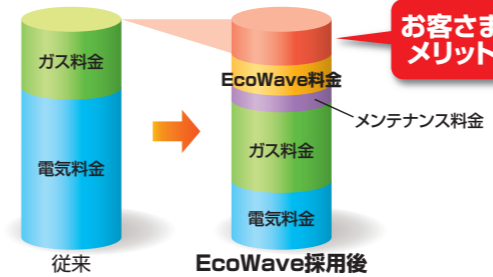 お客さま
メリット
ガス料金
電気料金
従来
EcoWave料金
メンテナンス料金
ガス料金
電気料金
EcoWave採用後